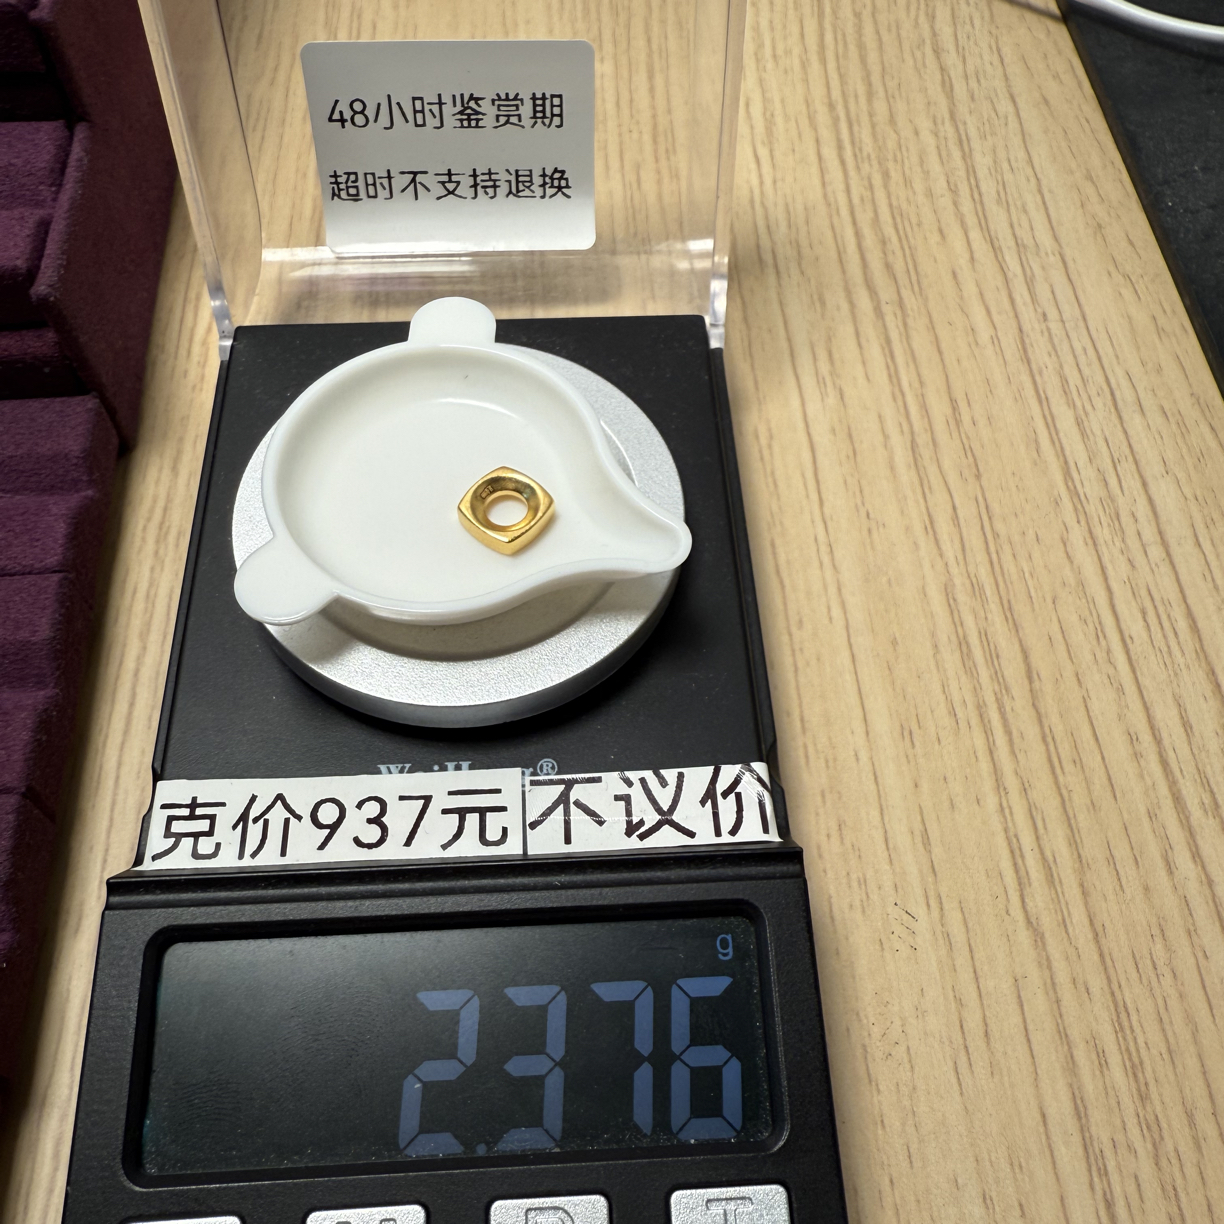 48小时鉴赏期
超时不支持退换
克价937元 不议价
g
2.376